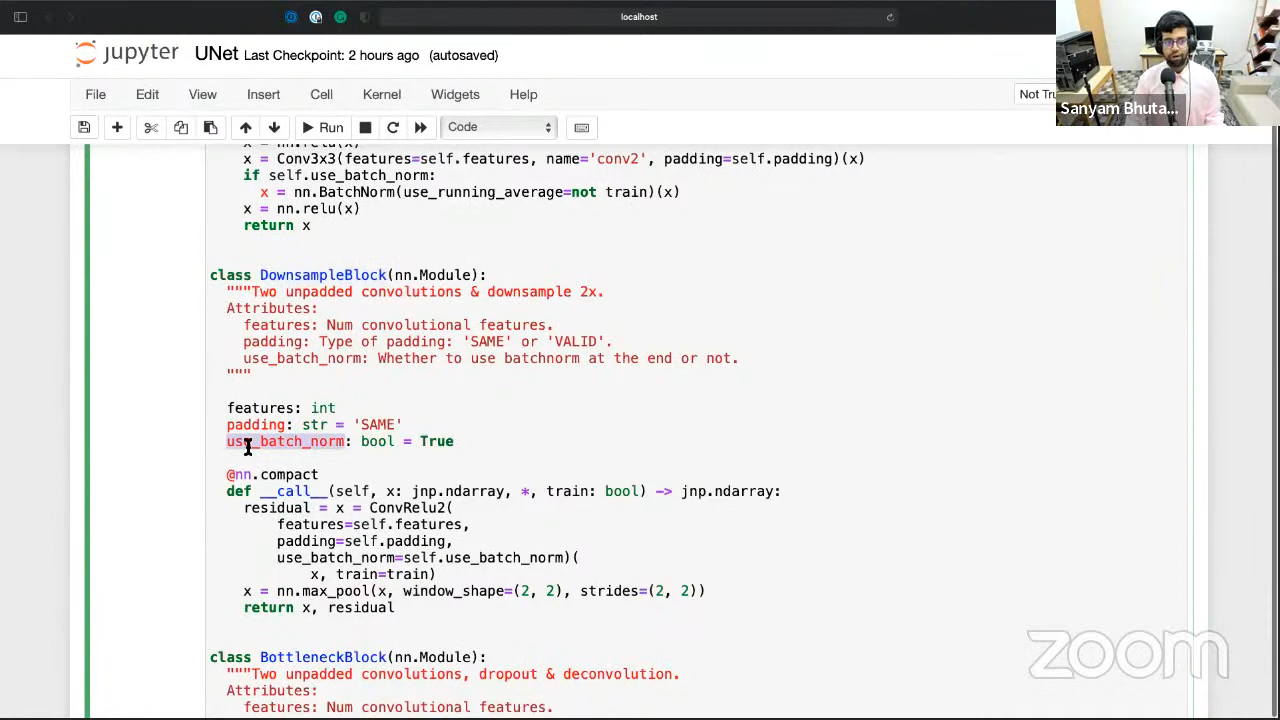 localhost
jupyter UNet Last Checkpoint: 2 hours ago (autosaved)
File Edit View Insert Cell Kernel Widgets Help Not Tru
Run Code
Sanyam Bhuta...
x = nn.relu(x)
x = Conv3x3(features=self.features, name='conv2', padding=self.padding)(x)
if self.use_batch_norm:
x = nn.BatchNorm(use_running_average=not train)(x)
x = nn.relu(x)
return x
class DownsampleBlock(nn.Module):
"""Two unpadded convolutions & downsample 2x.
Attributes:
features: Num convolutional features.
padding: Type of padding: 'SAME' or 'VALID'.
use_batch_norm: Whether to use batchnorm at the end or not.
"""
features: int
padding: str = 'SAME'
use_batch_norm: bool = True
@nn.compact
def __call__(self, x: jnp.ndarray, *, train: bool) -> jnp.ndarray:
residual = x = ConvRelu2(
features=self.features,
padding=self.padding,
use_batch_norm=self.use_batch_norm)(
x, train=train)
x = nn.max_pool(x, window_shape=(2, 2), strides=(2, 2))
return x, residual
class BottleneckBlock(nn.Module):
"""Two unpadded convolutions, dropout & deconvolution.
Attributes:
features: Num convolutional features.
zoom